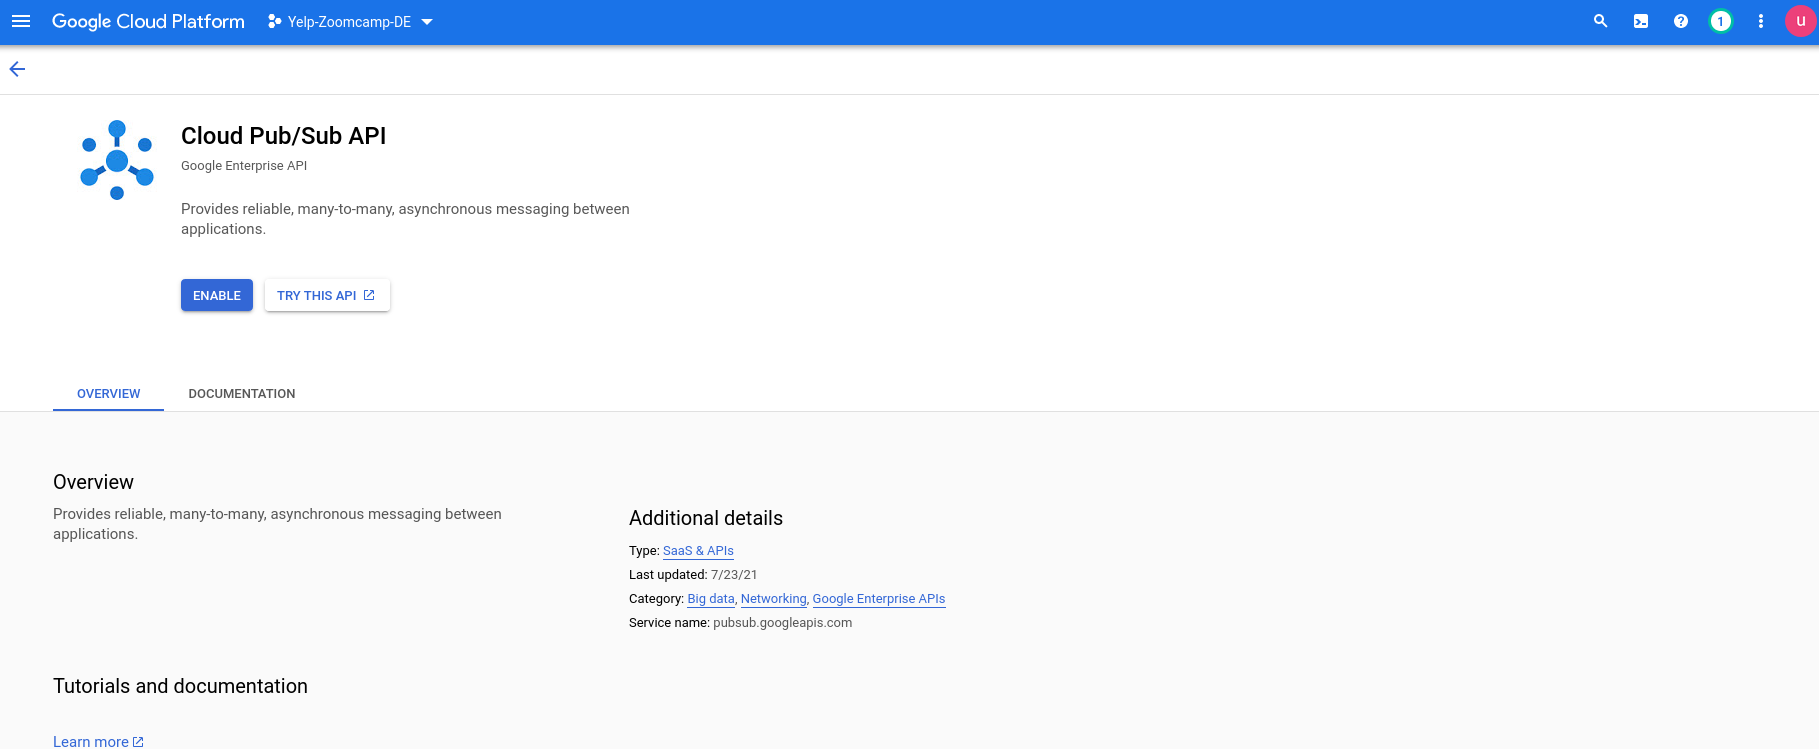 Google Cloud Platform
Yelp-Zoomcamp-DE
1
u
Cloud Pub/Sub API
Google Enterprise API
Provides reliable, many-to-many, asynchronous messaging between
applications.
ENABLE
TRY THIS API
OVERVIEW
DOCUMENTATION
Overview
Provides reliable, many-to-many, asynchronous messaging between
applications.
Additional details
Type: SaaS & APIs
Last updated: 7/23/21
Category: Big data, Networking, Google Enterprise APIs
Service name: pubsub.googleapis.com
Tutorials and documentation
Learn more